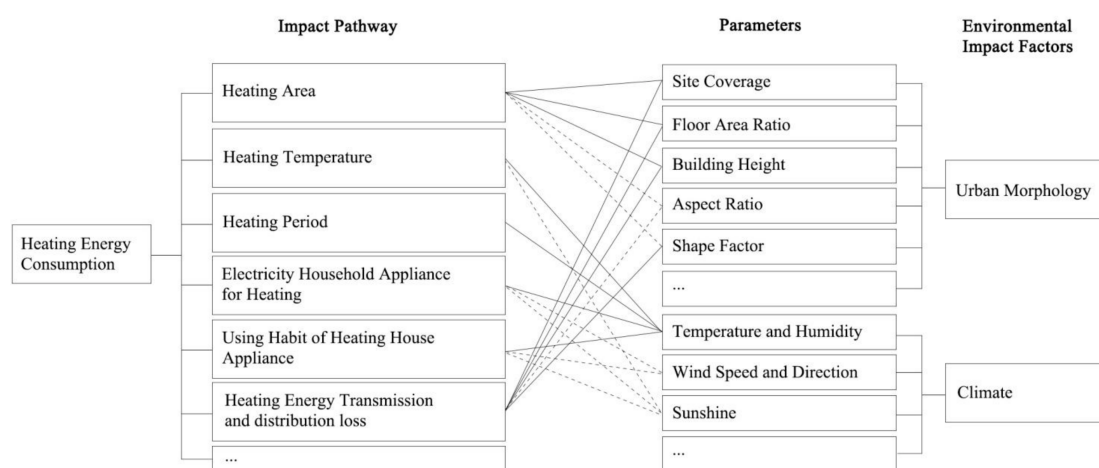 Impact Pathway
Parameters
Environmental
Impact Factors
Heating Energy
Consumption
Heating Area
Heating Temperature
Heating Period
Electricity Household Appliance
for Heating
Using Habit of Heating House
Appliance
Heating Energy Transmission
and distribution loss
...
Site Coverage
Floor Area Ratio
Building Height
Aspect Ratio
Shape Factor
...
Temperature and Humidity
Wind Speed and Direction
Sunshine
...
Urban Morphology
Climate